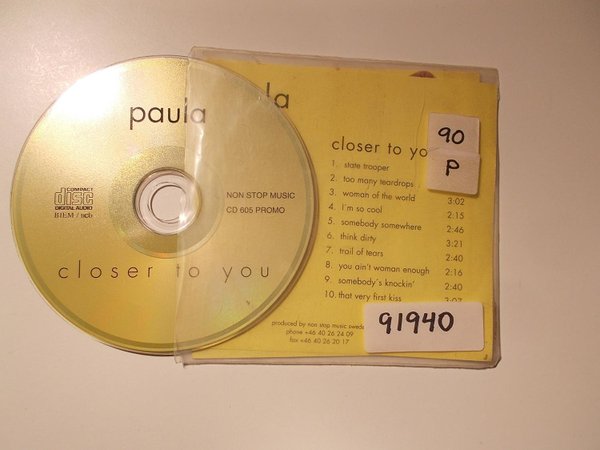 paula
COMPACT
disc
DIGITAL AUDIO
BIEM / ncb
NON STOP MUSIC
CD 605 PROMO
closer to you
la
closer to you
1. state trooper
2. too many teardrops
3. woman of the world 3:02
4. I'm so cool 2:15
5. somebody somewhere 2:46
6. think dirty 3:21
7. trail of tears 2:40
8. you ain't woman enough 2:16
9. somebody's knockin' 2:40
10. that very first kiss 3:07
produced by non stop music swede
phone +46 40 26 24 09
fax +46 40 26 20 17
90
P
91940